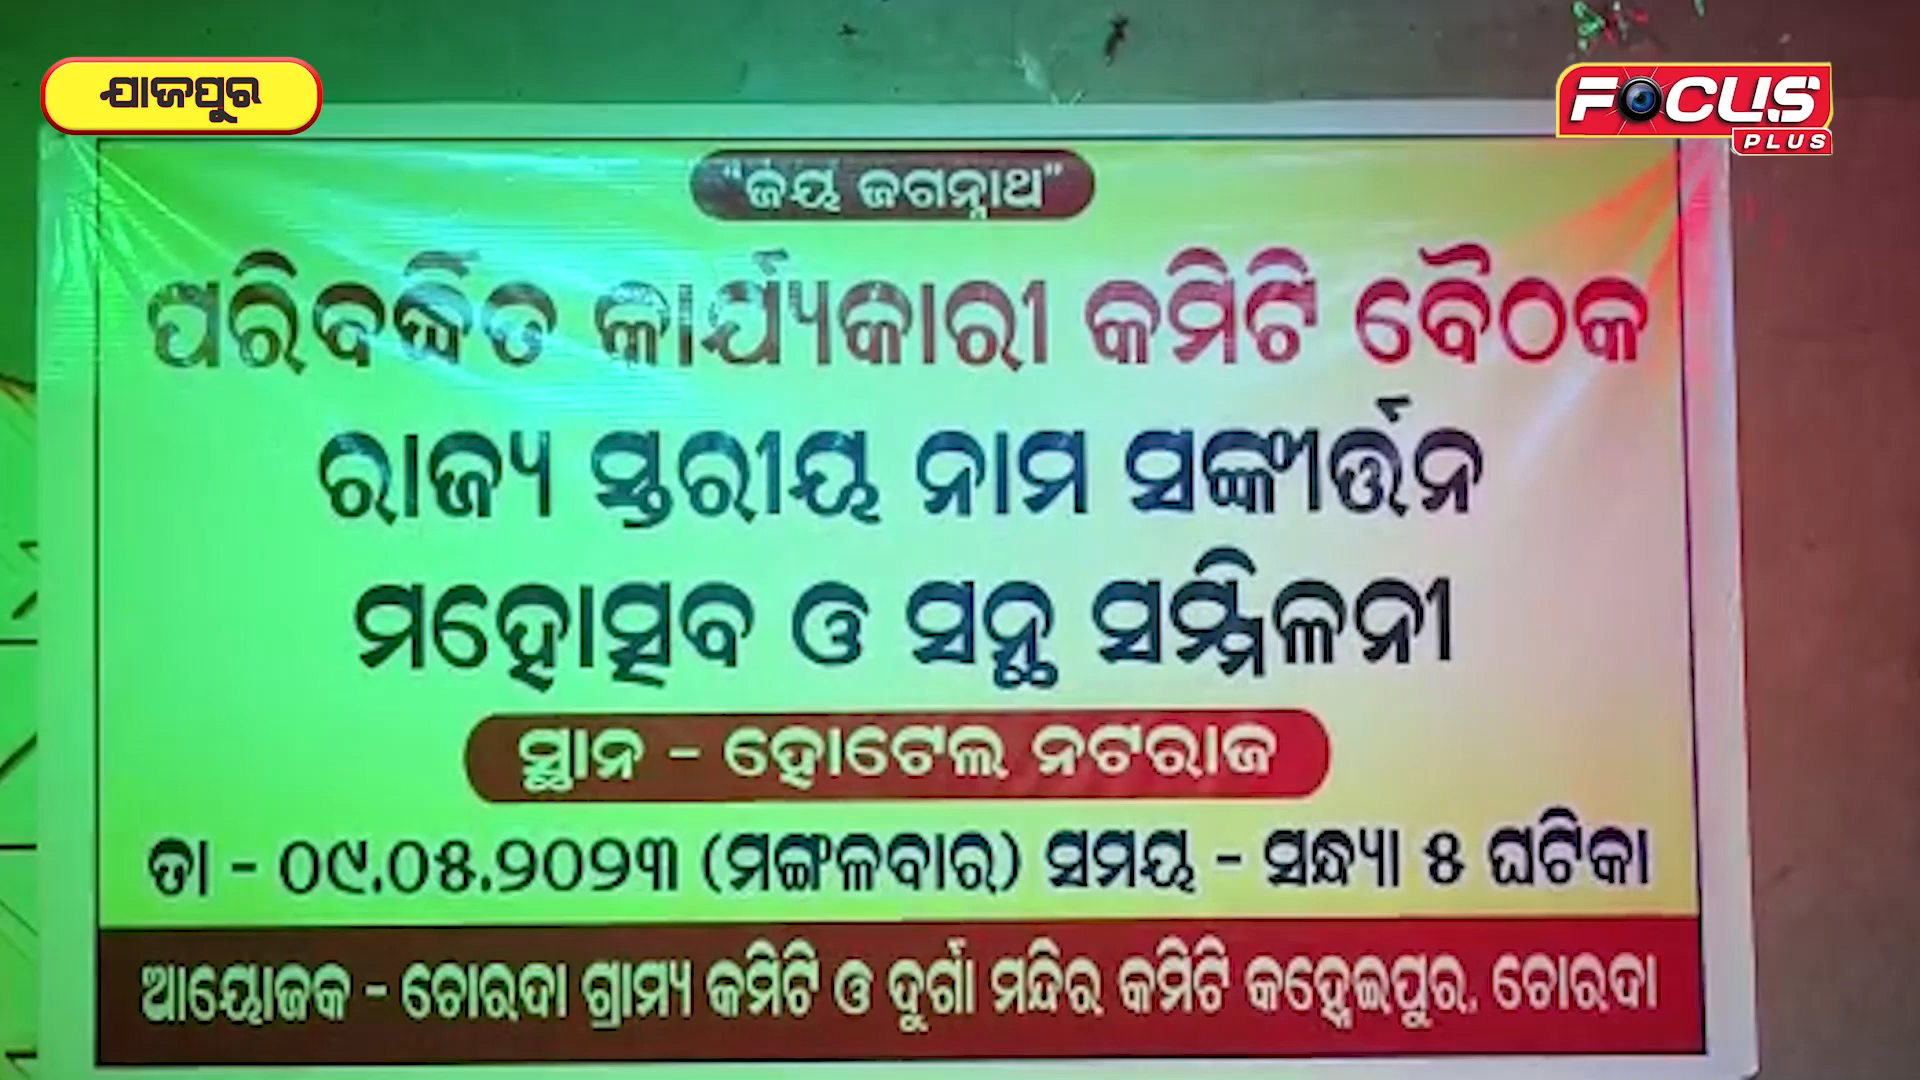 ଯାଜପୁର
FOCUS
PLUS
"ଜୟ ଜଗନ୍ନାଥ"
ପରିବର୍ଦ୍ଧିତ କାର୍ଯ୍ୟକାରୀ କମିଟି ବୈଠକ
ରାଜ୍ୟ ସ୍ତରୀୟ ନାମ ସଙ୍କୀର୍ତ୍ତନ
ମହୋତ୍ସବ ଓ ସନ୍ଥ ସମ୍ମିଳନୀ
ସ୍ଥାନ - ହୋଟେଲ ନଟରାଜ
ତା - ୦୯.୦୫.୨୦୨୩ (ମଙ୍ଗଳବାର) ସମୟ - ସନ୍ଧ୍ୟା ୫ ଘଟିକା
ଆୟୋଜକ - ଚୋରଦା ଗ୍ରାମ୍ୟ କମିଟି ଓ ଦୁର୍ଗା ମନ୍ଦିର କମିଟି କହ୍ନେଇପୁର, ଚୋରଦା